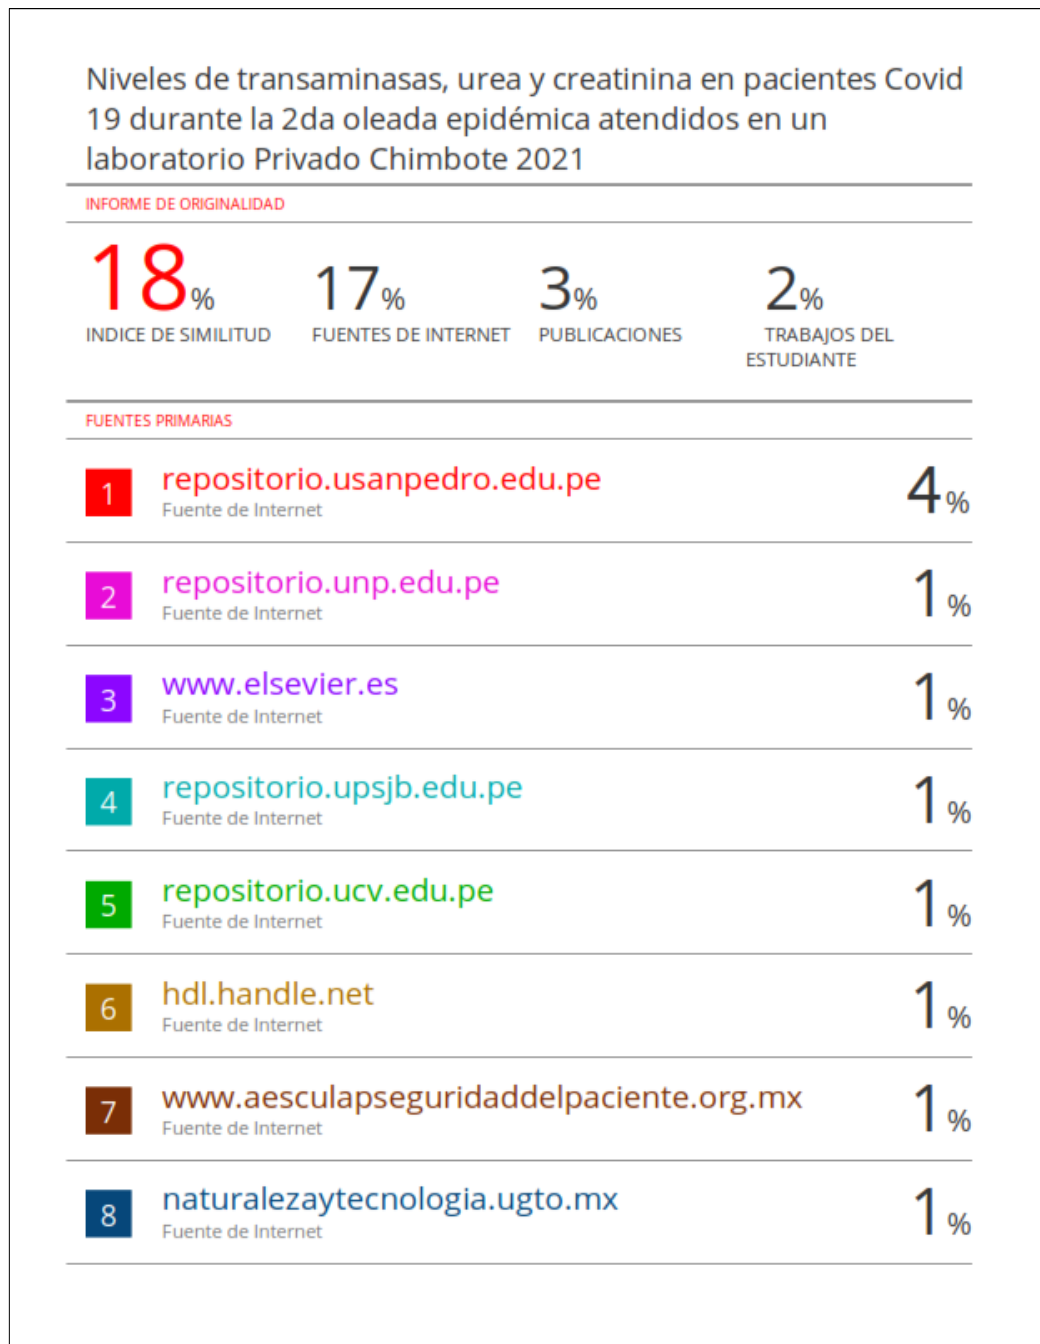 Niveles de transaminasas, urea y creatinina en pacientes Covid
19 durante la 2da oleada epidémica atendidos en un
laboratorio Privado Chimbote 2021
INFORME DE ORIGINALIDAD
18%
INDICE DE SIMILITUD
17%
FUENTES DE INTERNET
3%
PUBLICACIONES
2%
TRABAJOS DEL
ESTUDIANTE
FUENTES PRIMARIAS
1 repositorio.usanpedro.edu.pe 4%
Fuente de Internet
2 repositorio.unp.edu.pe 1%
Fuente de Internet
3 www.elsevier.es 1%
Fuente de Internet
4 repositorio.upsjb.edu.pe 1%
Fuente de Internet
5 repositorio.ucv.edu.pe 1%
Fuente de Internet
6 hdl.handle.net 1%
Fuente de Internet
7 www.aesculapseguridaddelpaciente.org.mx 1%
Fuente de Internet
8 naturalezaytecnologia.ugto.mx 1%
Fuente de Internet